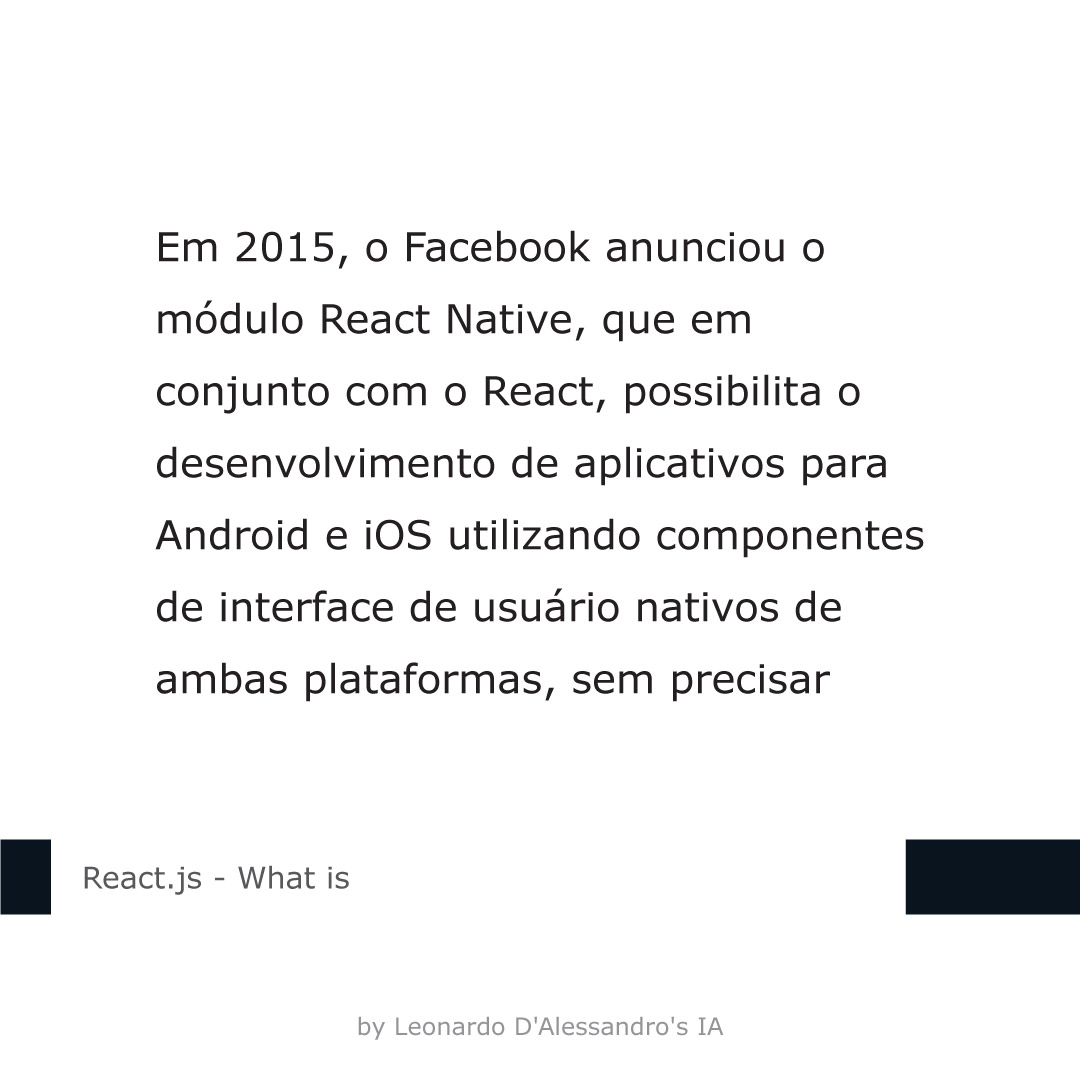 Em 2015, o Facebook anunciou o
módulo React Native, que em
conjunto com o React, possibilita o
desenvolvimento de aplicativos para
Android e iOS utilizando componentes
de interface de usuário nativos de
ambas plataformas, sem precisar
React.js - What is
by Leonardo D'Alessandro's IA